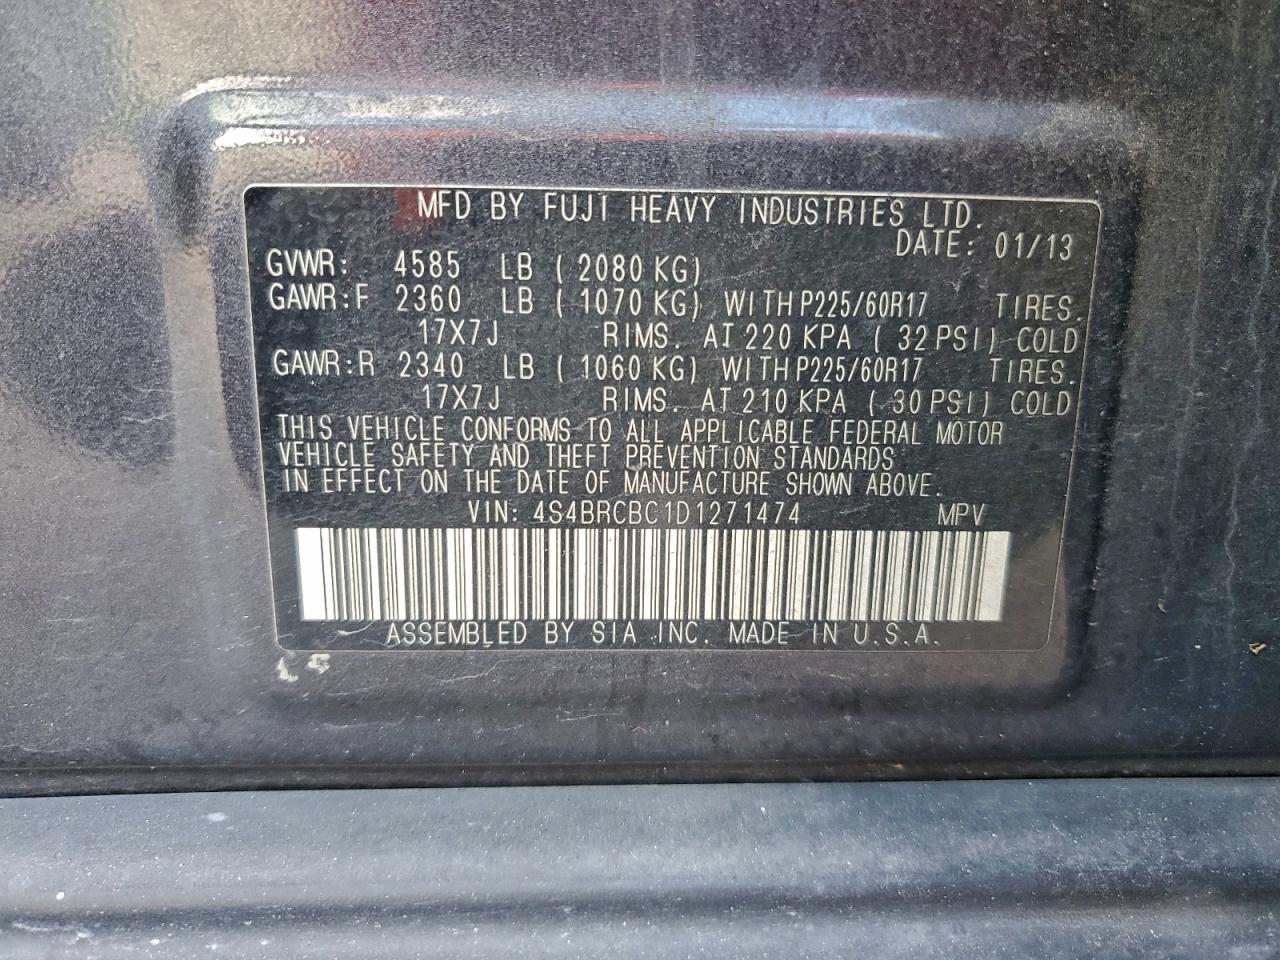 MFD BY FUJI HEAVY INDUSTRIES LTD.
DATE: 01/13
GVWR: 4585 LB (2080 KG)
GAWR:F 2360 LB (1070 KG) WITH P225/60R17 TIRES.
17X7J RIMS. AT 220 KPA (32 PSI) COLD
GAWR:R 2340 LB (1060 KG) WITH P225/60R17 TIRES.
17X7J RIMS. AT 210 KPA (30 PSI) COLD
THIS VEHICLE CONFORMS TO ALL APPLICABLE FEDERAL MOTOR
VEHICLE SAFETY AND THEFT PREVENTION STANDARDS
IN EFFECT ON THE DATE OF MANUFACTURE SHOWN ABOVE.
VIN: 4S4BRCBC1D1271474 MPV
ASSEMBLED BY SIA INC. MADE IN U.S.A.